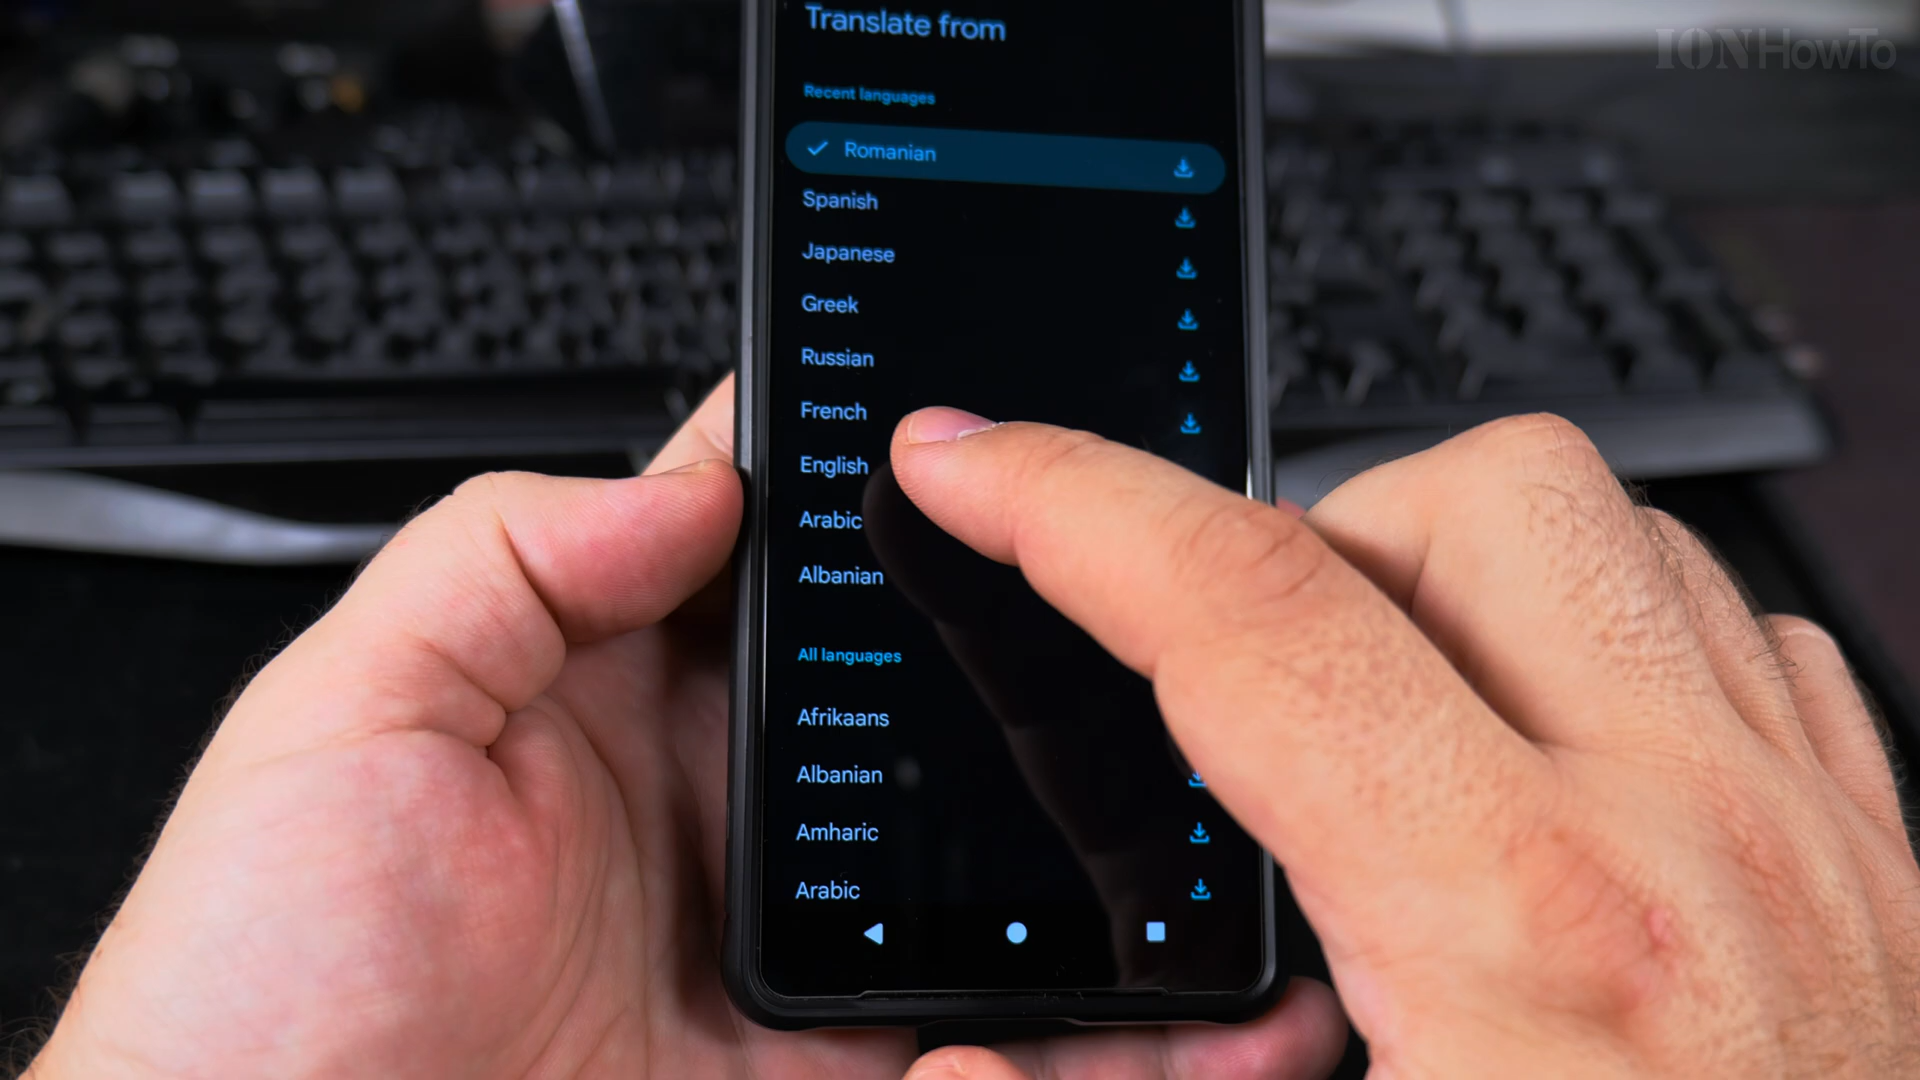 IONHowTo
Translate from
Recent languages
Romanian
Spanish
Japanese
Greek
Russian
French
English
Arabic
Albanian
All languages
Afrikaans
Albanian
Amharic
Arabic